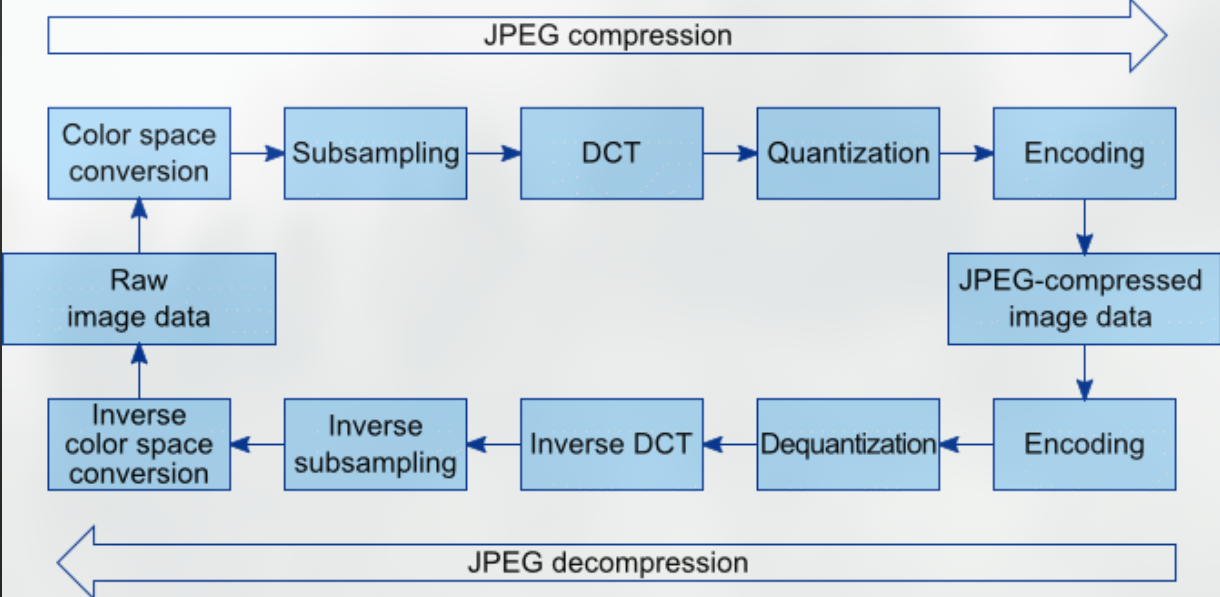 JPEG compression
Color space
conversion
Subsampling
DCT
Quantization
Encoding
Raw
image data
JPEG-compressed
image data
Inverse
color space
conversion
Inverse
subsampling
Inverse DCT
Dequantization
Encoding
JPEG decompression